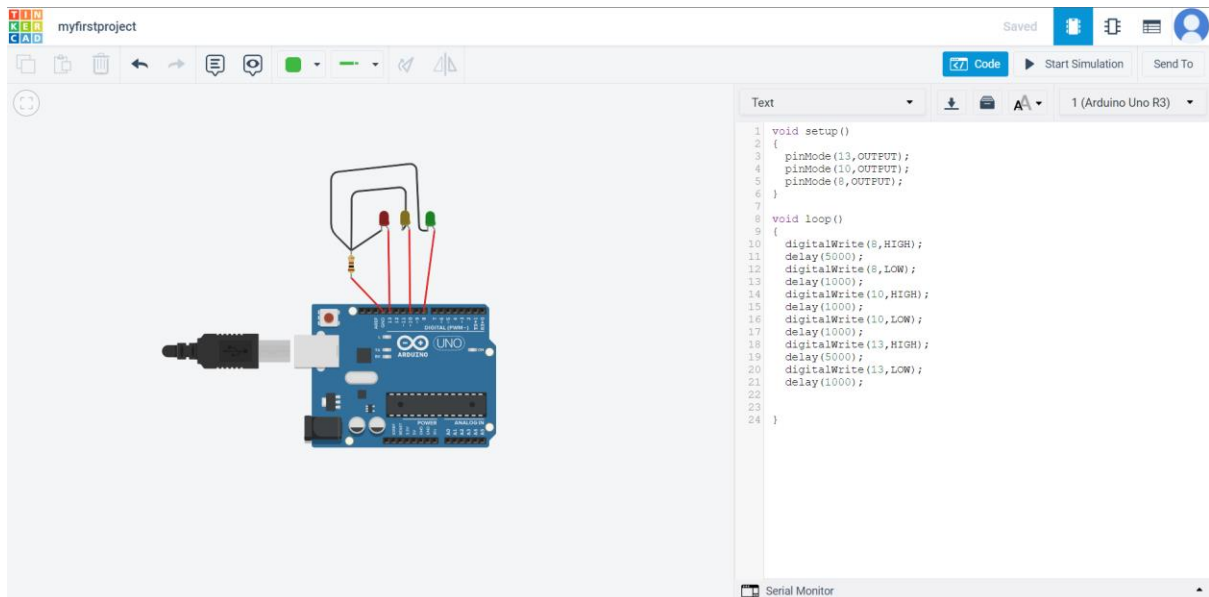 TIN
KER
CAD
myfirstproject
Saved
Code
Start Simulation
Send To
Text
1 (Arduino Uno R3)
1 void setup()
2 {
3 pinMode(13,OUTPUT);
4 pinMode(10,OUTPUT);
5 pinMode(8,OUTPUT);
6 }
7
8 void loop()
9 {
10 digitalWrite(8,HIGH);
11 delay(5000);
12 digitalWrite(8,LOW);
13 delay(1000);
14 digitalWrite(10,HIGH);
15 delay(1000);
16 digitalWrite(10,LOW);
17 delay(1000);
18 digitalWrite(13,HIGH);
19 delay(5000);
20 digitalWrite(13,LOW);
21 delay(1000);
22
23
24 }
DIGITAL (PWM~)
UNO
ARDUINO
POWER
ANALOG IN
Serial Monitor